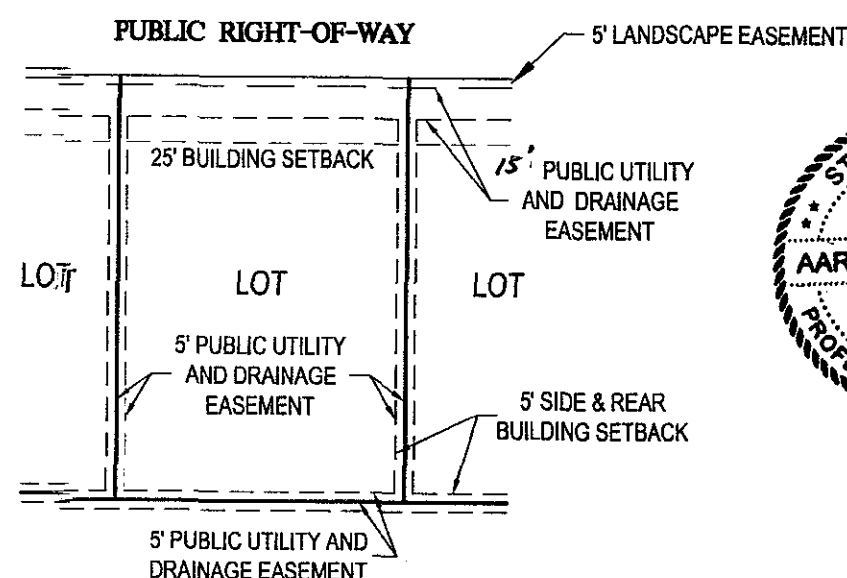 PUBLIC RIGHT-OF-WAY
5' LANDSCAPE EASEMENT
25' BUILDING SETBACK
15' PUBLIC UTILITY
AND DRAINAGE
EASEMENT
LOT
LOT
LOT
5' PUBLIC UTILITY
AND DRAINAGE
EASEMENT
5' SIDE & REAR
BUILDING SETBACK
5' PUBLIC UTILITY AND
DRAINAGE EASEMENT